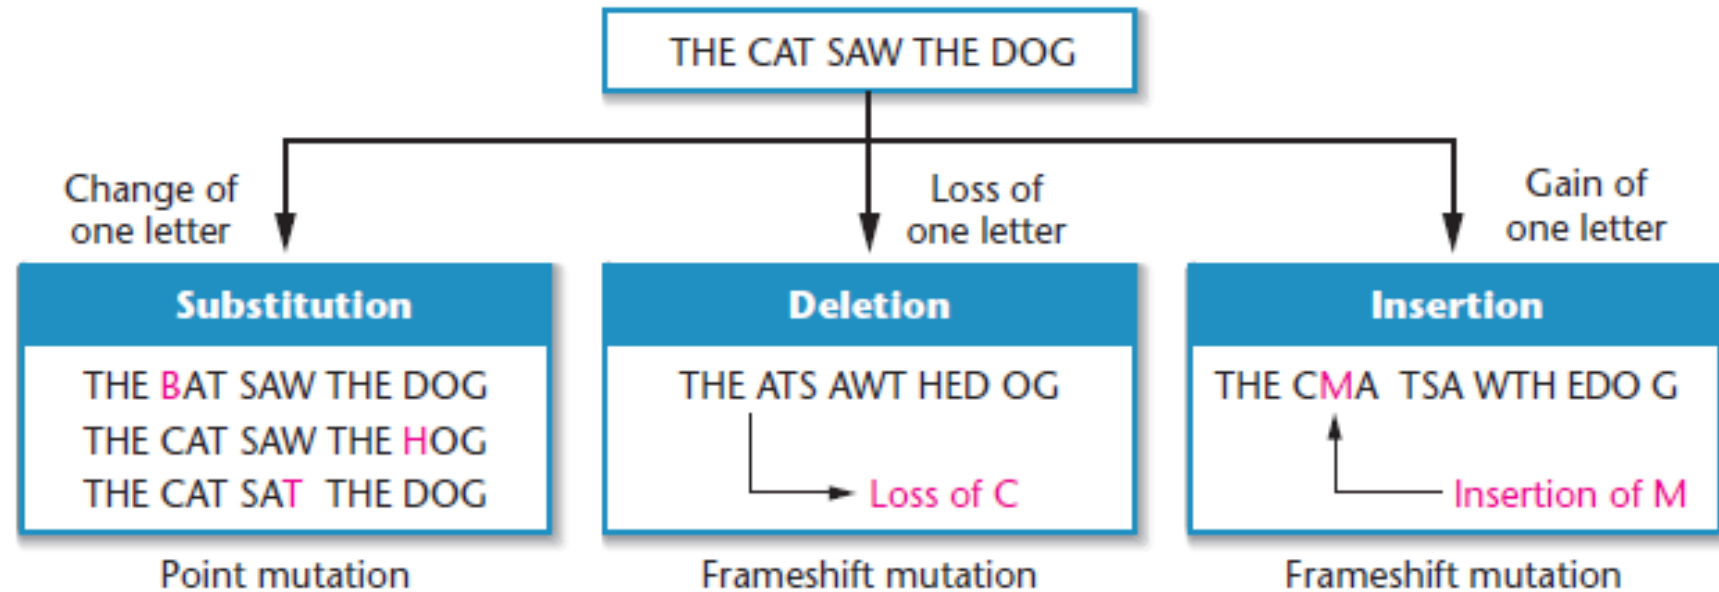 THE CAT SAW THE DOG
Change of
one letter
Loss of
one letter
Gain of
one letter
Substitution
THE BAT SAW THE DOG
THE CAT SAW THE HOG
THE CAT SAT THE DOG
Point mutation
Deletion
THE ATS AWT HED OG
Loss of C
Frameshift mutation
Insertion
THE CMA TSA WTH EDO G
Insertion of M
Frameshift mutation